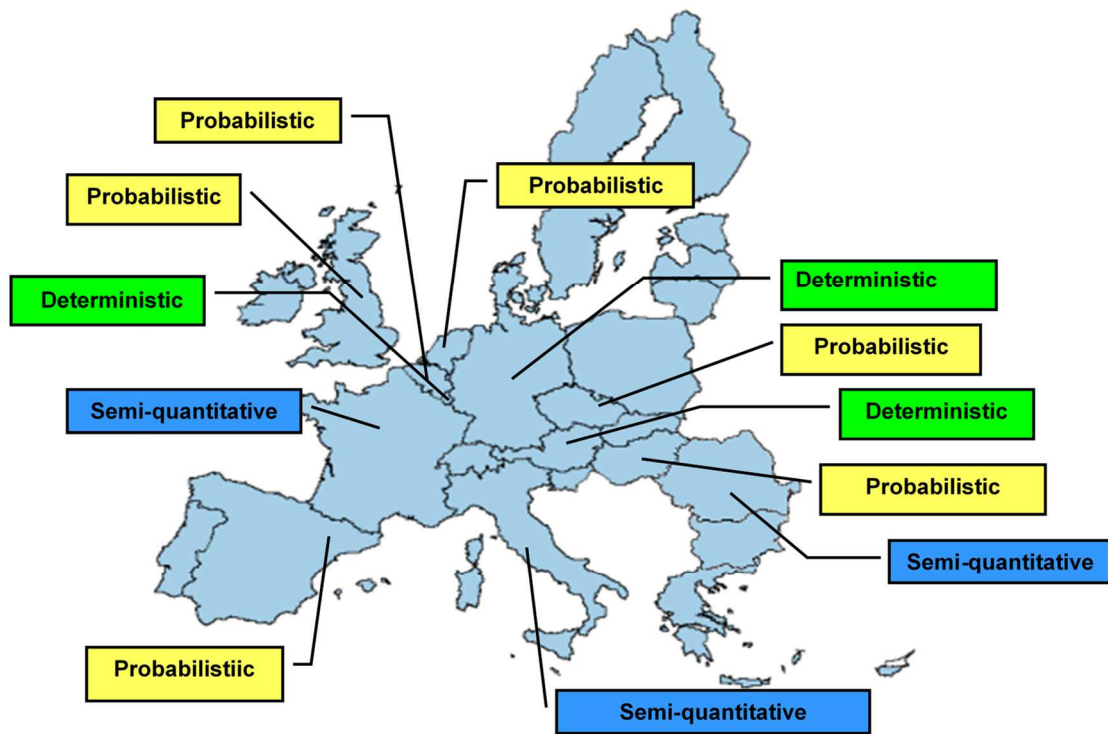 Probabilistic
Probabilistic
Probabilistic
Deterministic
Deterministic
Probabilistic
Semi-quantitative
Deterministic
Probabilistic
Semi-quantitative
Probabilistiic
Semi-quantitative